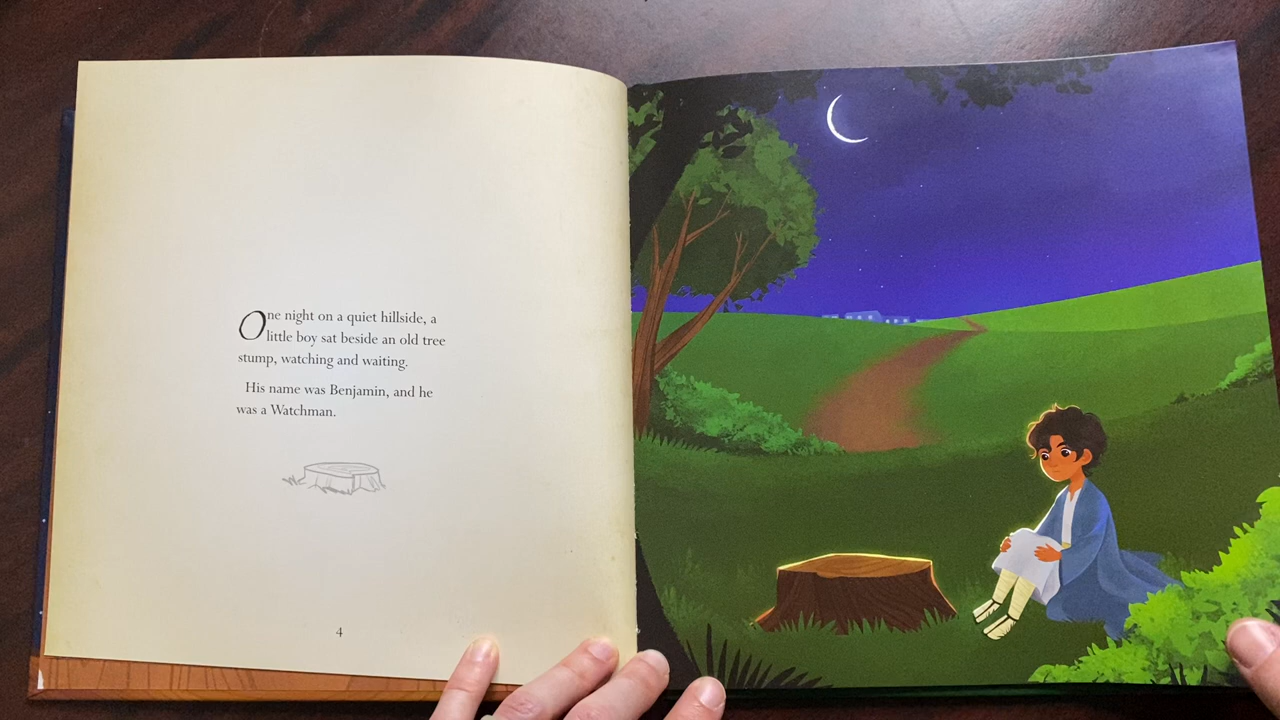 One night on a quiet hillside, a
little boy sat beside an old tree
stump, watching and waiting.
His name was Benjamin, and he
was a Watchman.
4